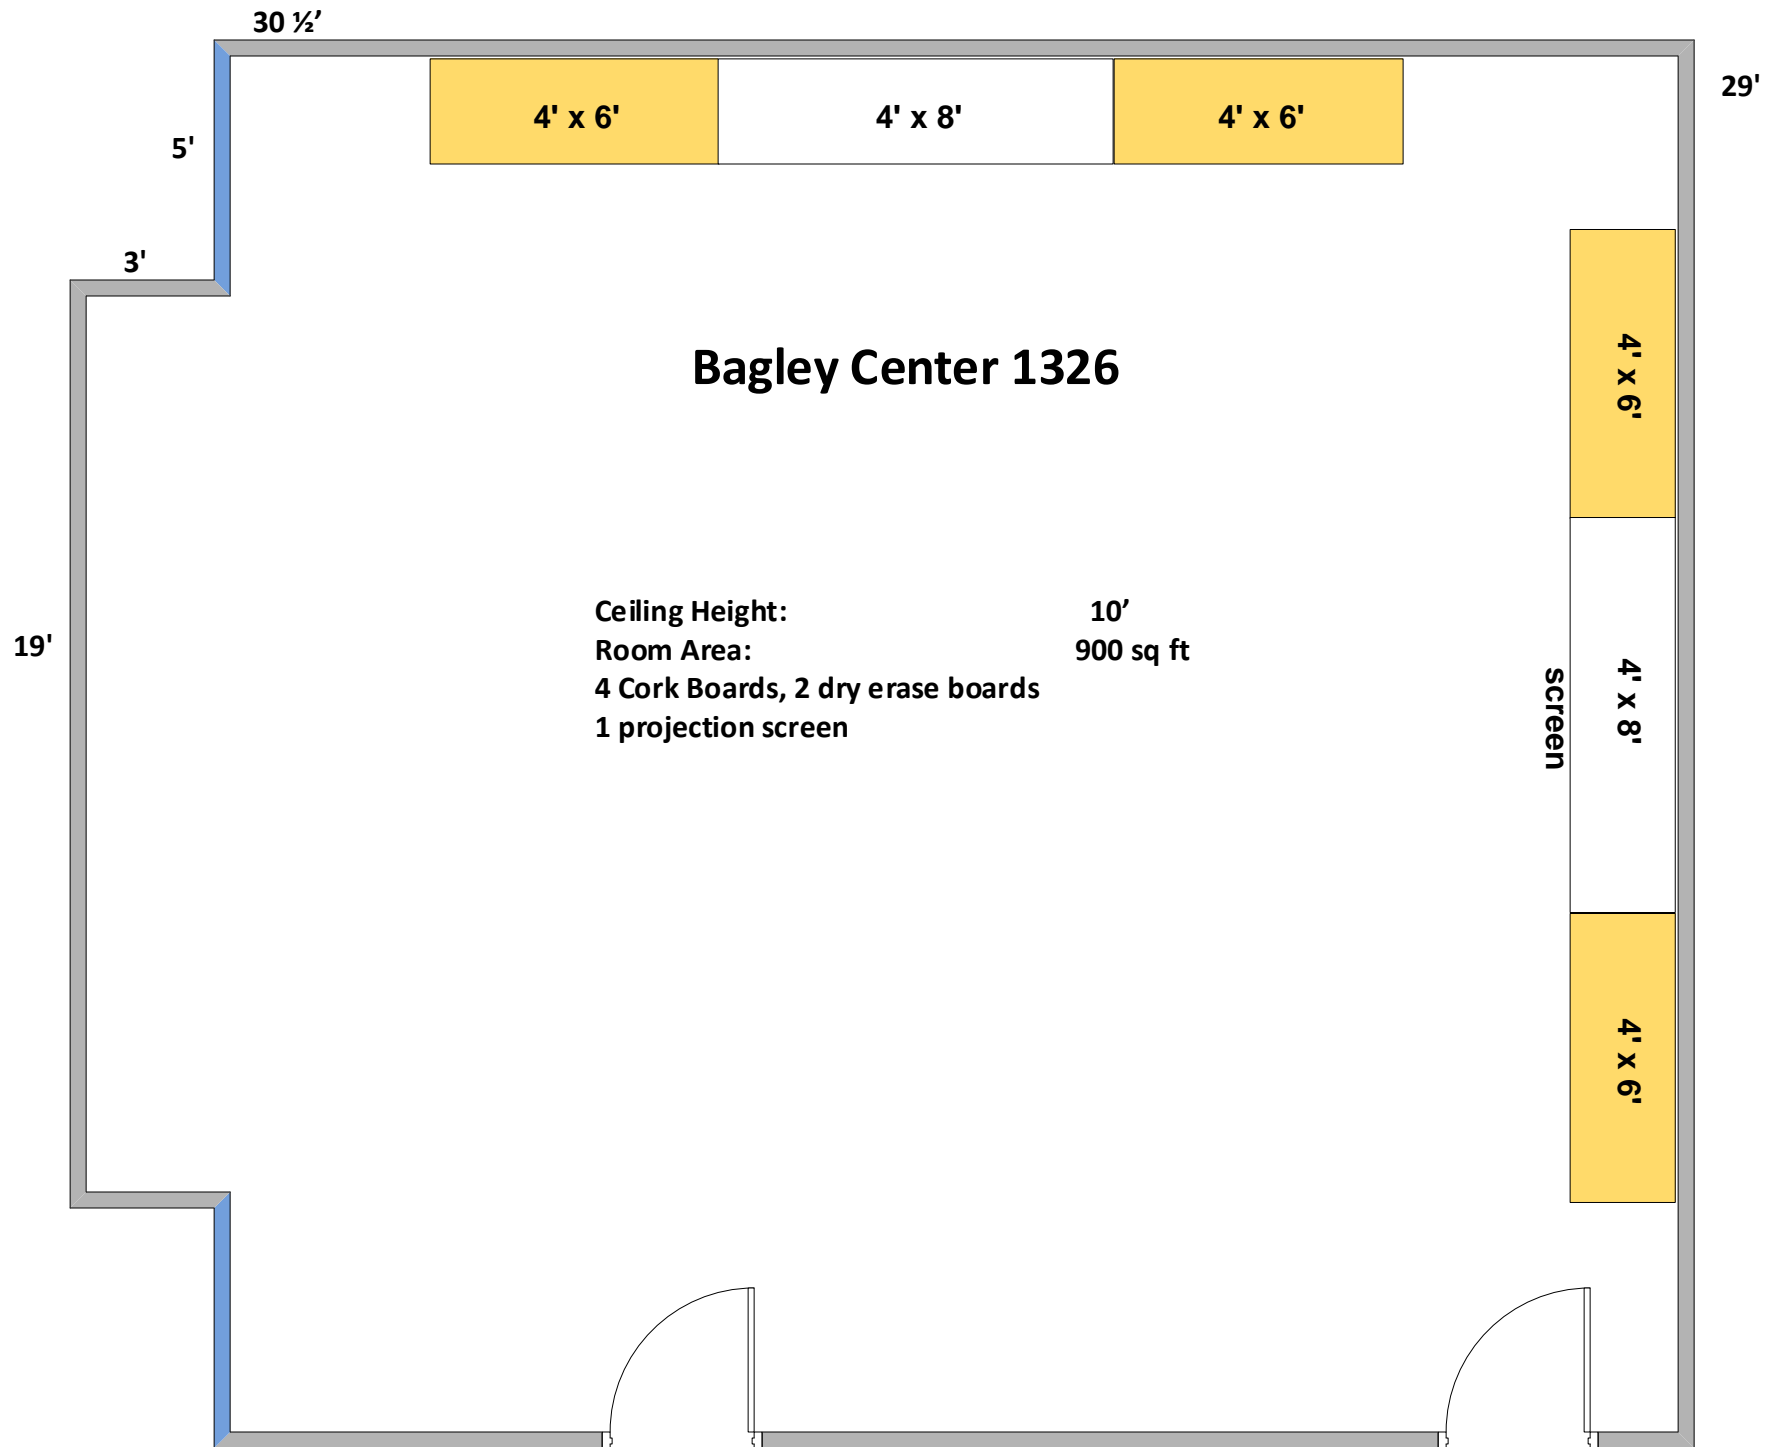 30 ½’
29'
4' x 6'
4' x 8'
4' x 6'
5'
3'
Bagley Center 1326
4' x 6'
Ceiling Height: 10’
Room Area: 900 sq ft
4 Cork Boards, 2 dry erase boards
1 projection screen
19'
screen
4' x 8'
4' x 6'